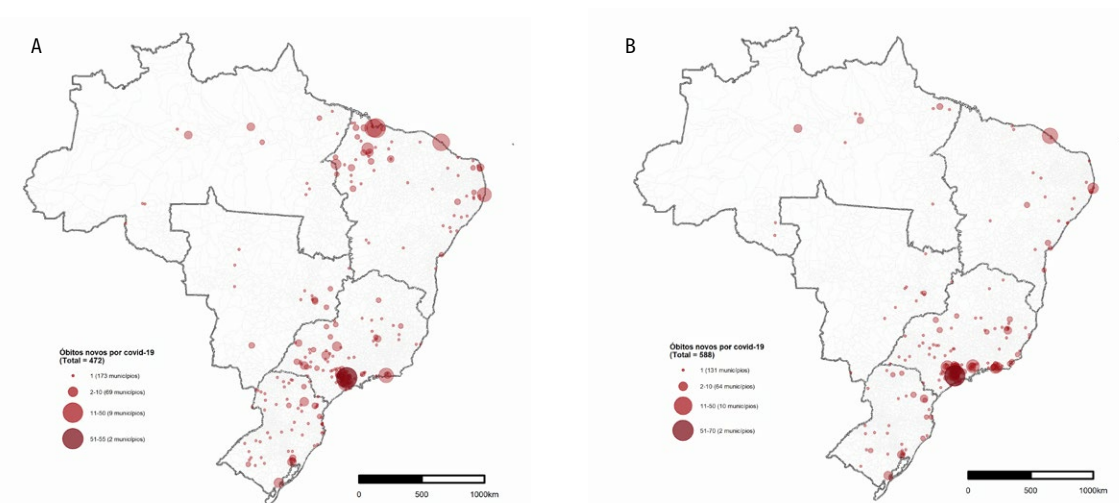 A
Óbitos novos por covid-19
(Total = 472)
1 (173 municípios)
2-10 (69 municípios)
11-50 (9 municípios)
51-55 (2 municípios)
0 500 1000km
B
Óbitos novos por covid-19
(Total = 588)
1 (131 municípios)
2-10 (64 municípios)
11-50 (10 municípios)
51-70 (2 municípios)
0 500 1000km